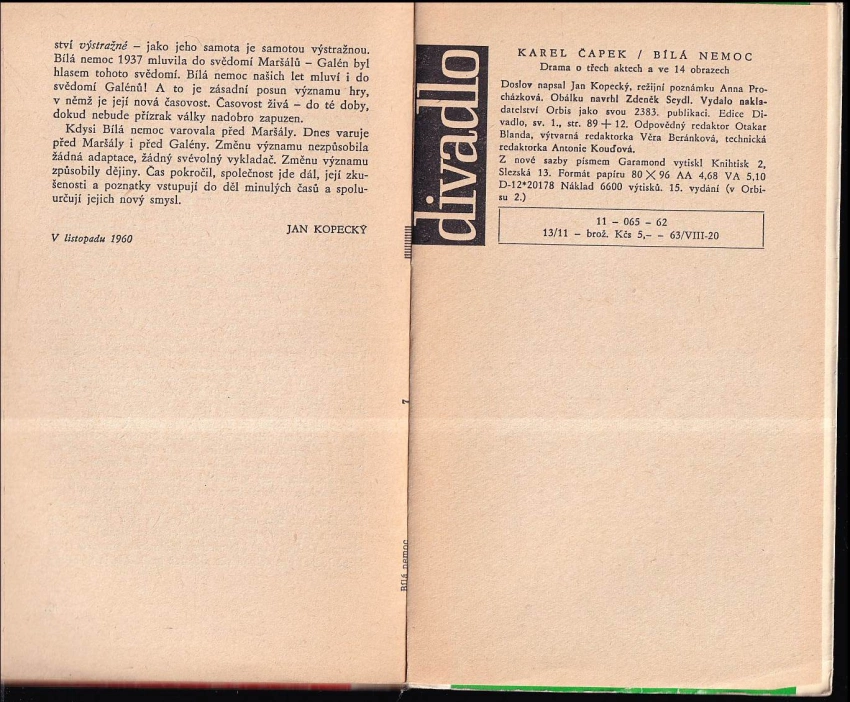 ství výstražné – jako jeho samota je samotou výstražnou.
Bílá nemoc 1937 mluvila do svědomí Maršálů – Galén byl
hlasem tohoto svědomí. Bílá nemoc našich let mluví i do
svědomí Galénů! A to je zásadní posun významu hry,
v němž je její nová časovost. Časovost živá – do té doby,
dokud nebude přízrak války nadobro zapuzen.
Kdysi Bílá nemoc varovala před Maršály. Dnes varuje
před Maršály i před Galény. Změnu významu nezpůsobila
žádná adaptace, žádný svévolný vykladač. Změnu významu
způsobily dějiny. Čas pokročil, společnost jde dál, její zku-
šenosti a poznatky vstupují do děl minulých časů a spolu-
určují jejich nový smysl.
JAN KOPECKÝ
V listopadu 1960
7
Bílá nemoc
divadlo
KAREL ČAPEK / BÍLÁ NEMOC
Drama o třech aktech a ve 14 obrazech
Doslov napsal Jan Kopecký, režijní poznámku Anna Pro-
cházková. Obálku navrhl Zdeněk Seydl. Vydalo nakla-
datelství Orbis jako svou 2383. publikaci. Edice Di-
vadlo, sv. 1., str. 89 + 12. Odpovědný redaktor Otakar
Blanda, výtvarná redaktorka Věra Beránková, technická
redaktorka Antonie Kouďová.
Z nové sazby písmem Garamond vytiskl Knihtisk 2,
Slezská 13. Formát papíru 80 × 96 AA 4,68 VA 5,10
D-12*20178 Náklad 6600 výtisků. 15. vydání (v Orbi-
su 2.)
11 – 065 – 62
13/11 – brož. Kčs 5,– – 63/VIII-20